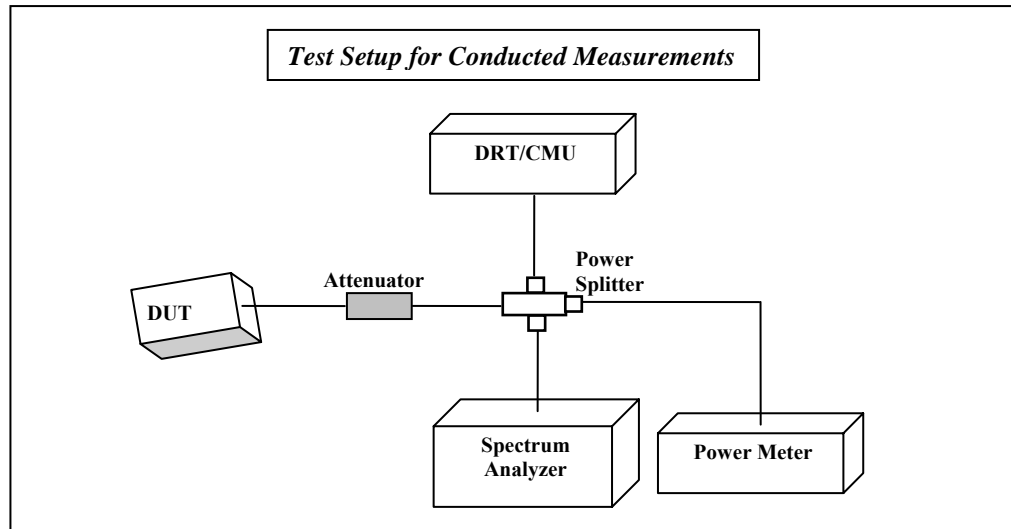 Test Setup for Conducted Measurements
DRT/CMU
Power
Splitter
Attenuator
DUT
Spectrum
Analyzer
Power Meter